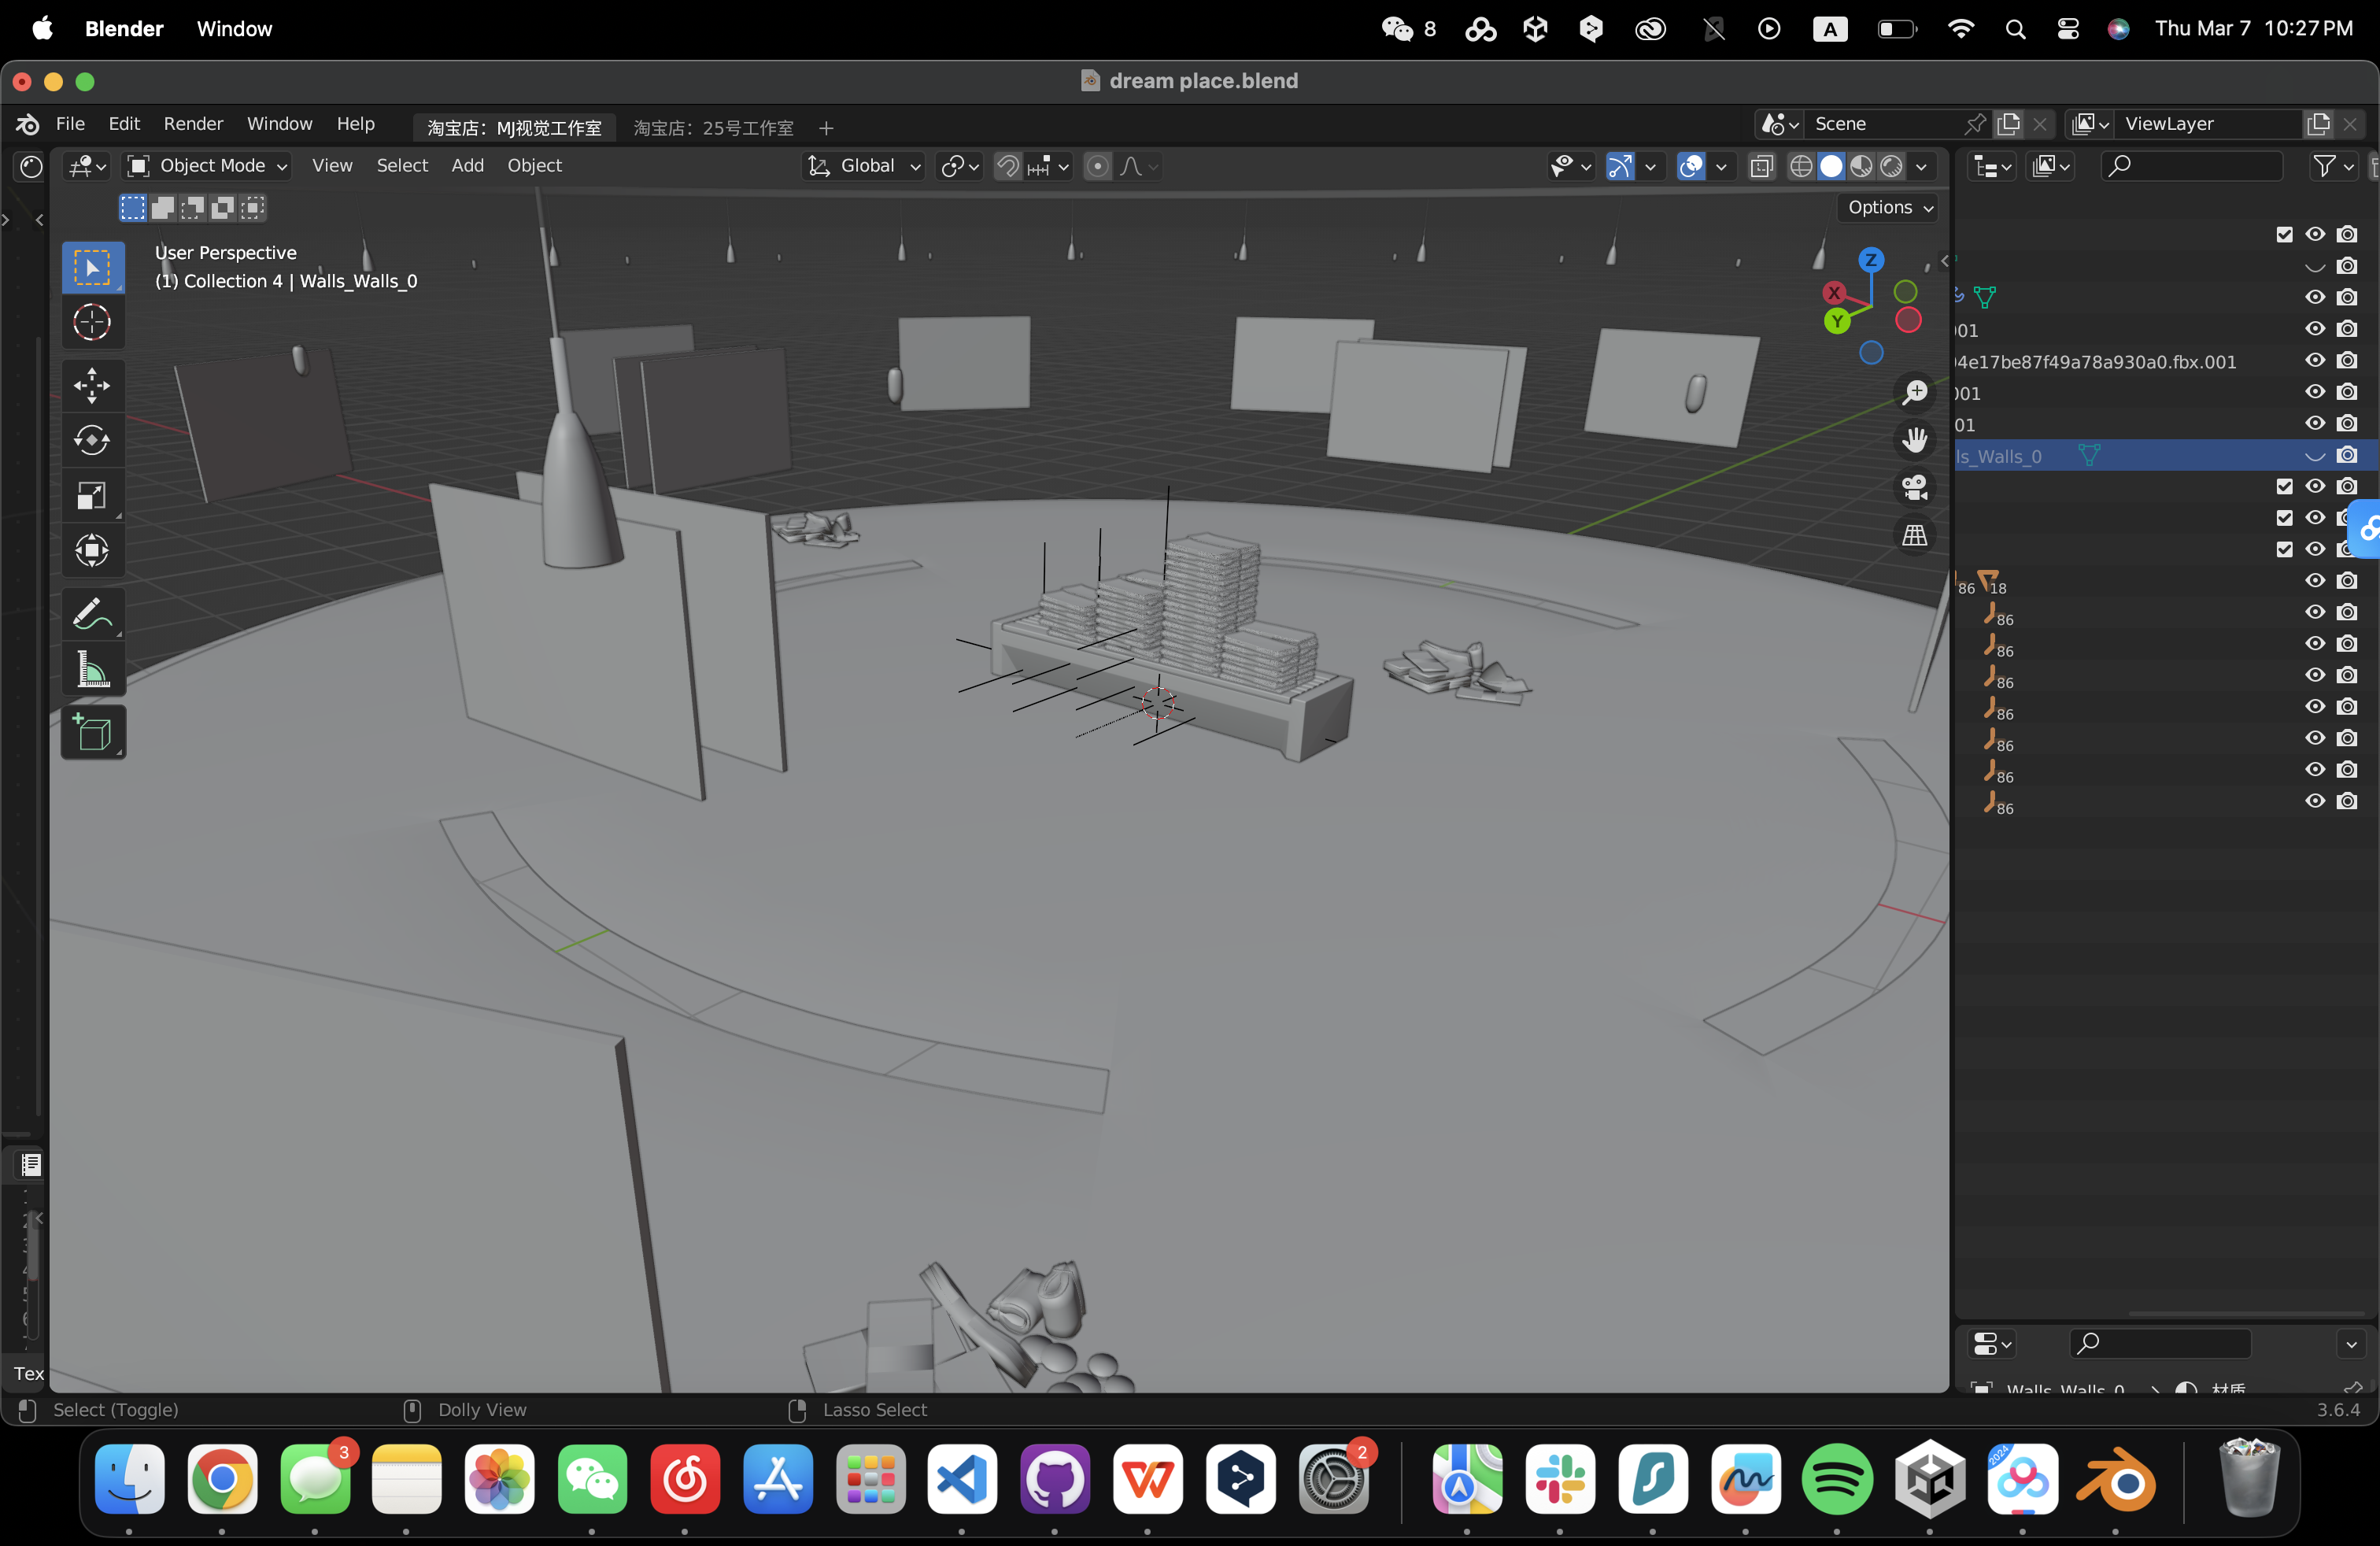 Blender Window 8 A Thu Mar 7 10:27 PM
dream place.blend
File Edit Render Window Help 淘宝店：MJ视觉工作室 淘宝店：25号工作室 + Scene ViewLayer
Object Mode View Select Add Object Global
Options
User Perspective
(1) Collection 4 | Walls_Walls_0
Z
X
Y
001
04e17be87f49a78a930a0.fbx.001
001
01
ls_Walls_0
86 18
86
86
86
86
86
86
86
Tex
Walls_Walls_0 材质
Select (Toggle) Dolly View Lasso Select 3.6.4
3 2 2024